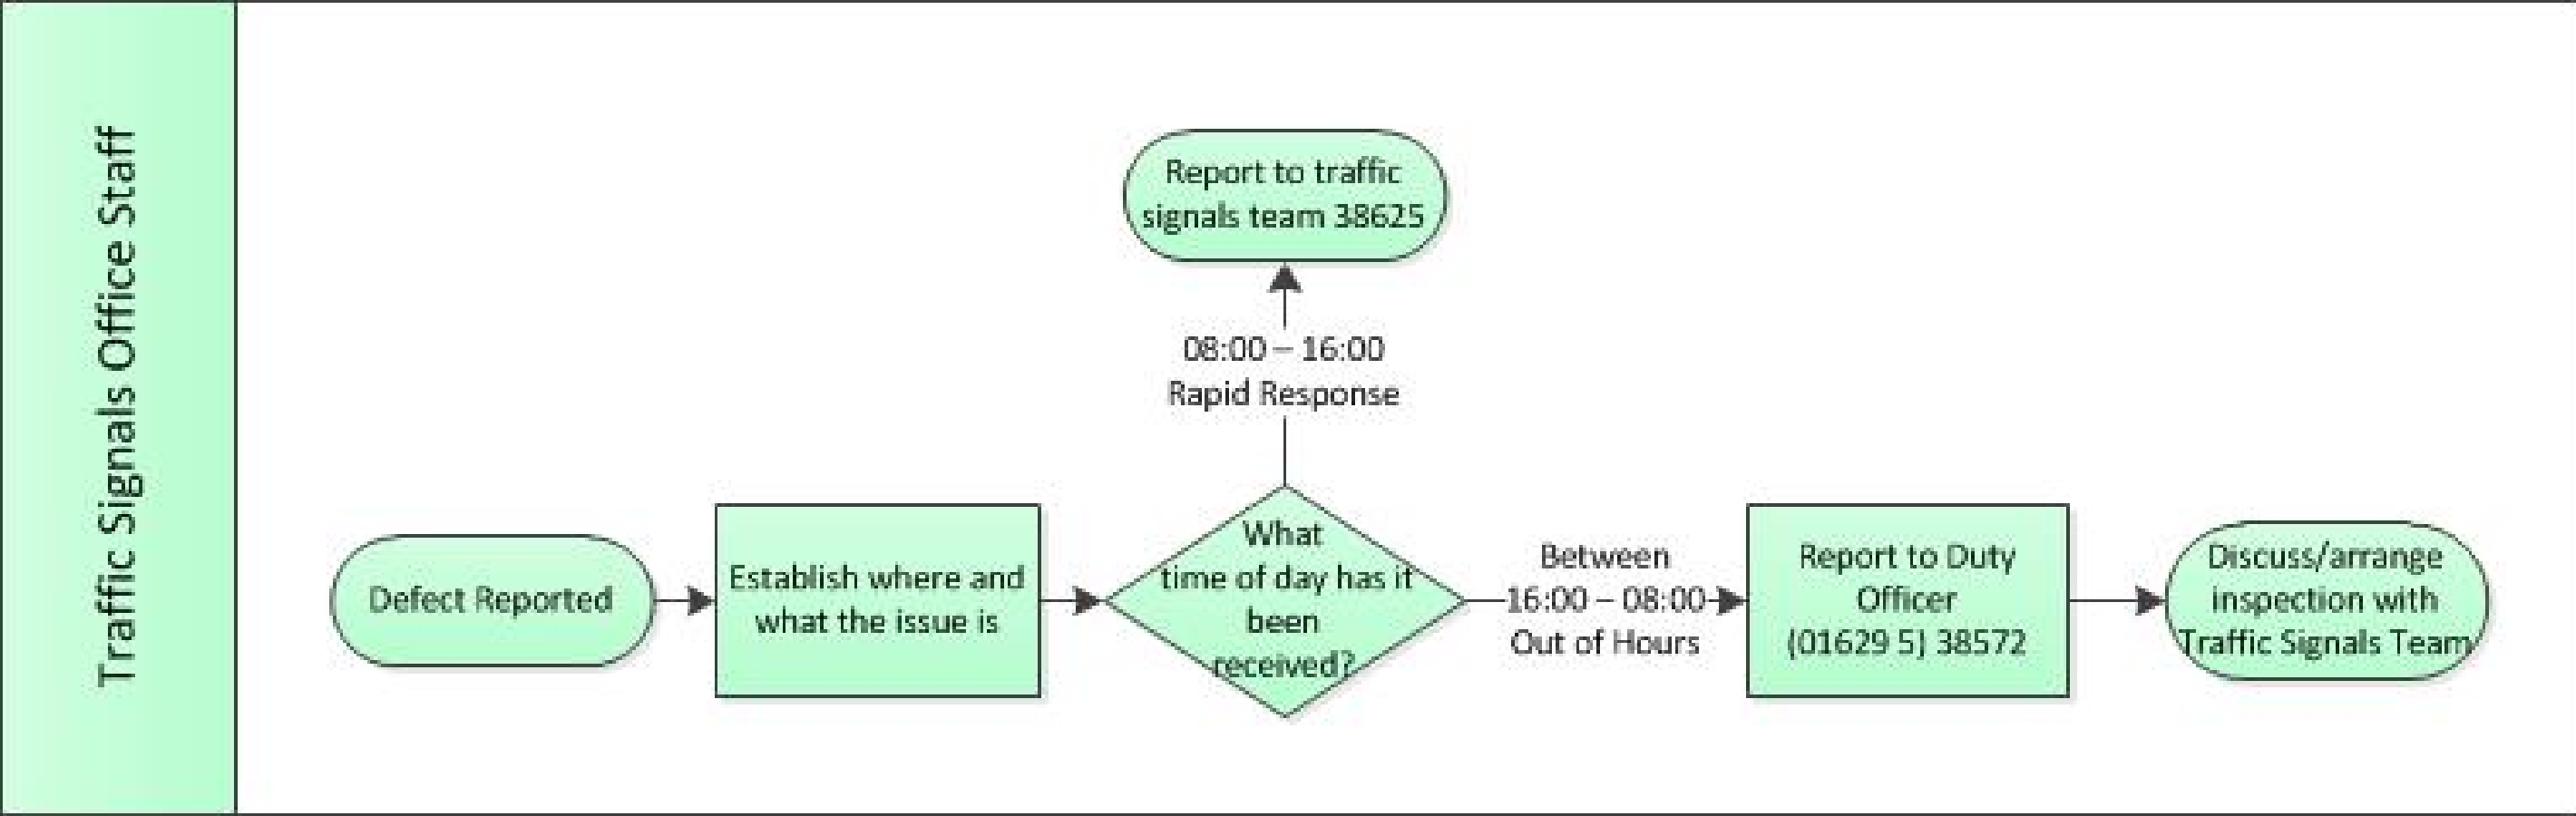 Traffic Signals Office Staff
Report to traffic
signals team 38625
08:00 – 16:00
Rapid Response
Defect Reported
Establish where and
what the issue is
What
time of day has it
been
received?
Between
16:00 – 08:00
Out of Hours
Report to Duty
Officer
(01629 5) 38572
Discuss/arrange
inspection with
Traffic Signals Team